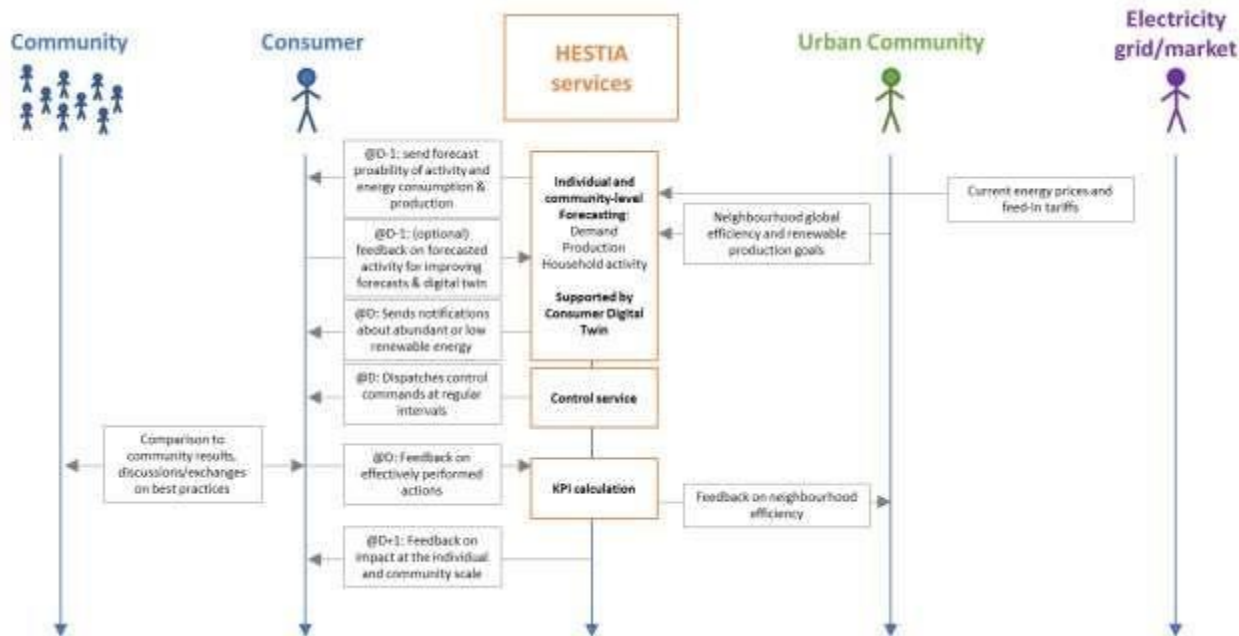 Community
Consumer
HESTIA
services
Urban Community
Electricity
grid/market
@D-1: send forecast
proability of activity and
energy consumption &
production
Individual and
community-level
Forecasting:
Demand
Production
Household activity
Supported by
Consumer Digital
Twin
Current energy prices and
feed-in tariffs
Neighbourhood global
efficiency and renewable
production goals
@D-1: (optional)
feedback on forecasted
activity for improving
forecasts & digital twin
@D: Sends notifications
about abundant or low
renewable energy
@D: Dispatches control
commands at regular
intervals
Control service
Comparison to
community results,
discussions/exchanges
on best practices
@D: Feedback on
effectively performed
actions
KPI calculation
Feedback on neighbourhood
efficiency
@D+1: Feedback on
impact at the individual
and community scale